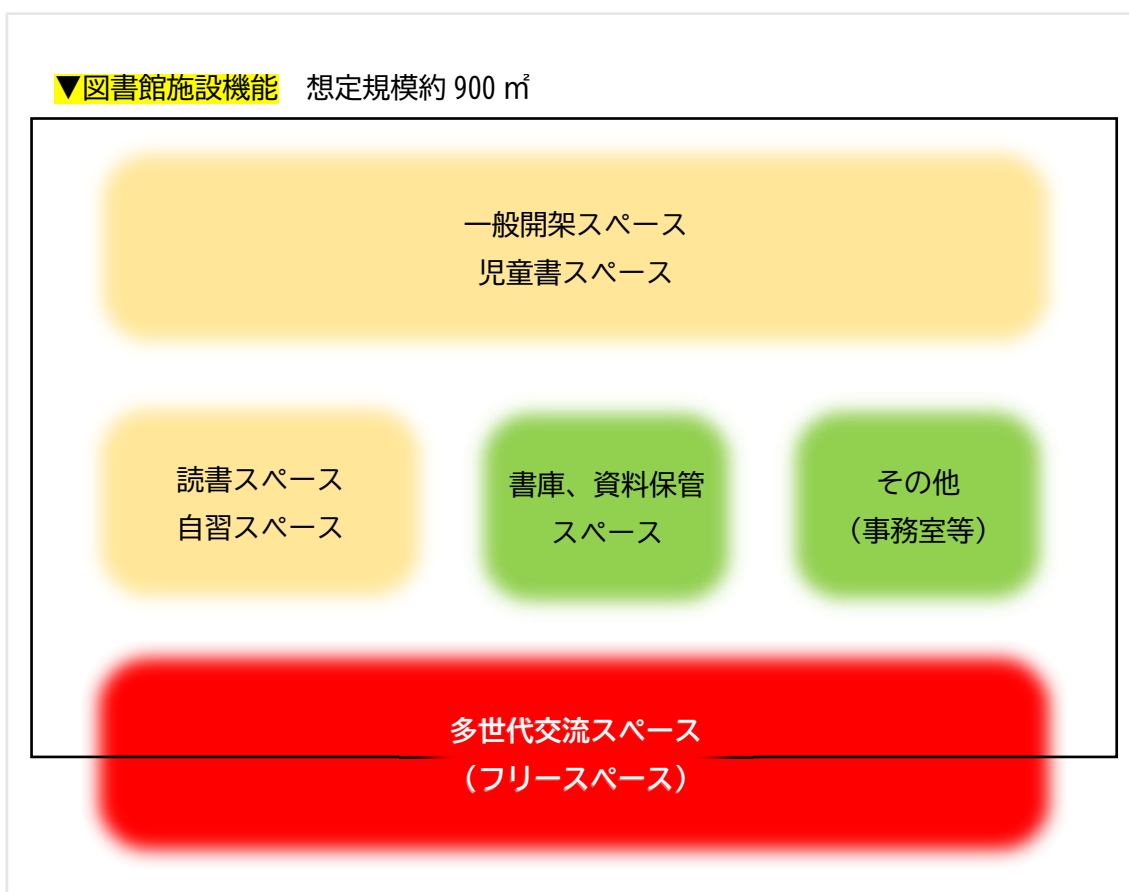 ▼図書館施設機能　想定規模約 900 ㎡
一般開架スペース
児童書スペース
読書スペース
自習スペース
書庫、資料保管
スペース
その他
（事務室等）
多世代交流スペース
（フリースペース）